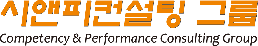 시앤피컨설팅 그룹
Competency & Performance Consulting Group